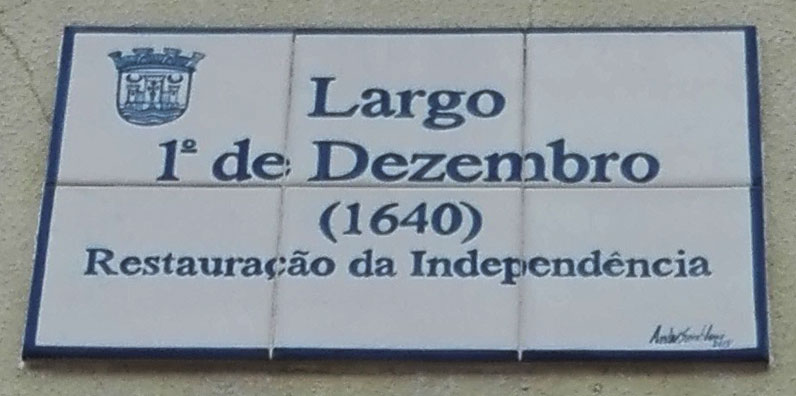 Largo
1º de Dezembro
(1640)
Restauração da Independência